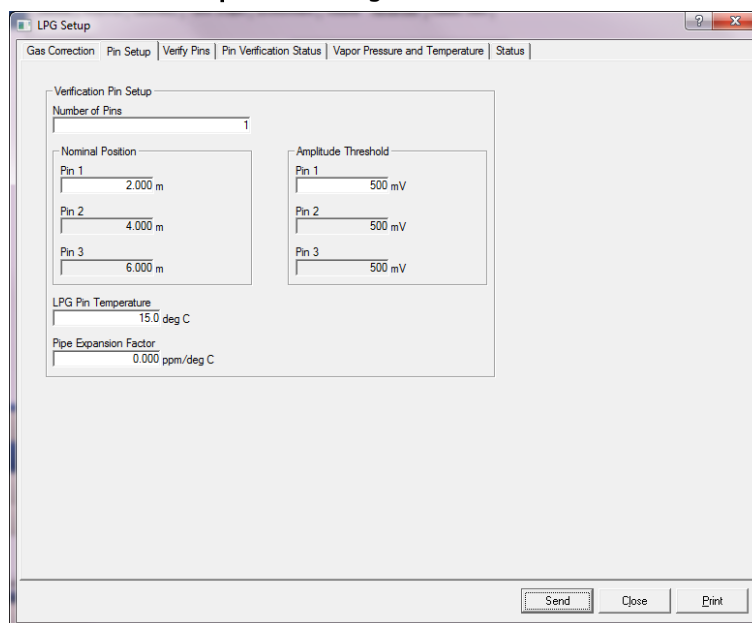 LPG Setup
Gas Correction Pin Setup Verify Pins Pin Verification Status Vapor Pressure and Temperature Status
Verification Pin Setup
Number of Pins
1
Nominal Position Amplitude Threshold
Pin 1 Pin 1
2.000 m 500 mV
Pin 2 Pin 2
4.000 m 500 mV
Pin 3 Pin 3
6.000 m 500 mV
LPG Pin Temperature
15.0 deg C
Pipe Expansion Factor
0.000 ppm/deg C
Send Close Print